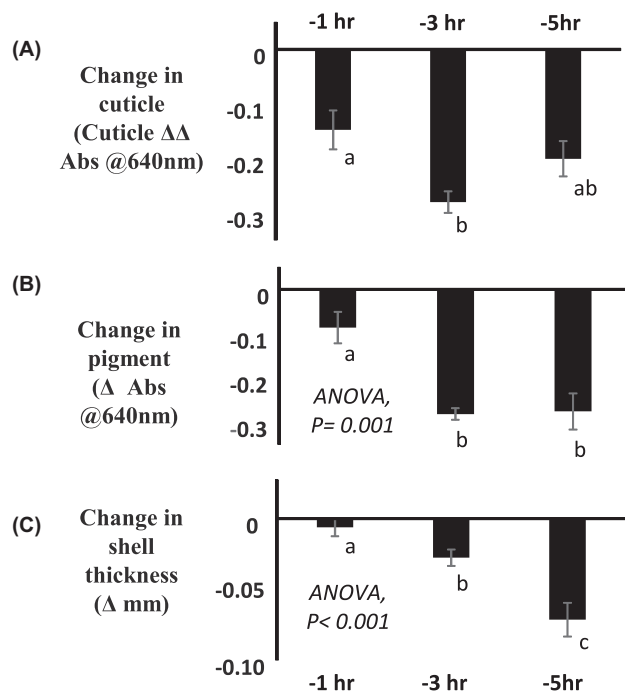 -1 hr -3 hr -5hr
(A)
Change in
cuticle
(Cuticle ΔΔ
Abs @640nm)
0
-0.1
-0.2
-0.3
a
b
ab
(B)
Change in
pigment
(Δ Abs
@640nm)
0
-0.1
-0.2
-0.3
ANOVA,
P= 0.001
a
b
b
(C)
Change in
shell
thickness
(Δ mm)
0
-0.05
-0.10
ANOVA,
P< 0.001
a
b
c
-1 hr -3 hr -5hr